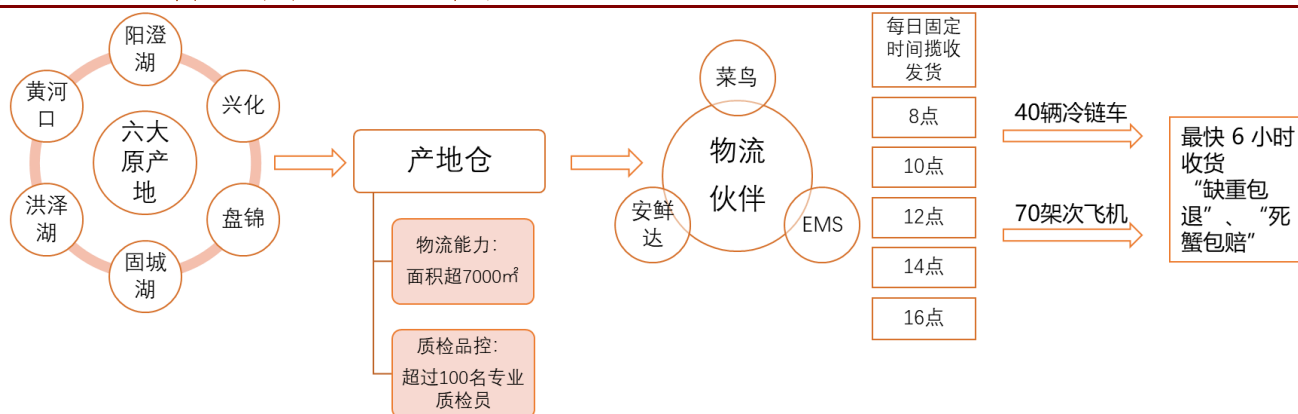 阳澄
湖
黄河
口
兴化
六大
原产
地
洪泽
湖
盘锦
固城
湖
产地仓
物流能力：
面积超7000㎡
质检品控：
超过100名专业
质检员
菜鸟
物流
伙伴
安鲜
达
EMS
每日固定
时间揽收
发货
8点
10点
12点
14点
16点
40辆冷链车
70架次飞机
最快 6 小时
收货
“缺重包
退”、“死
蟹包赔”